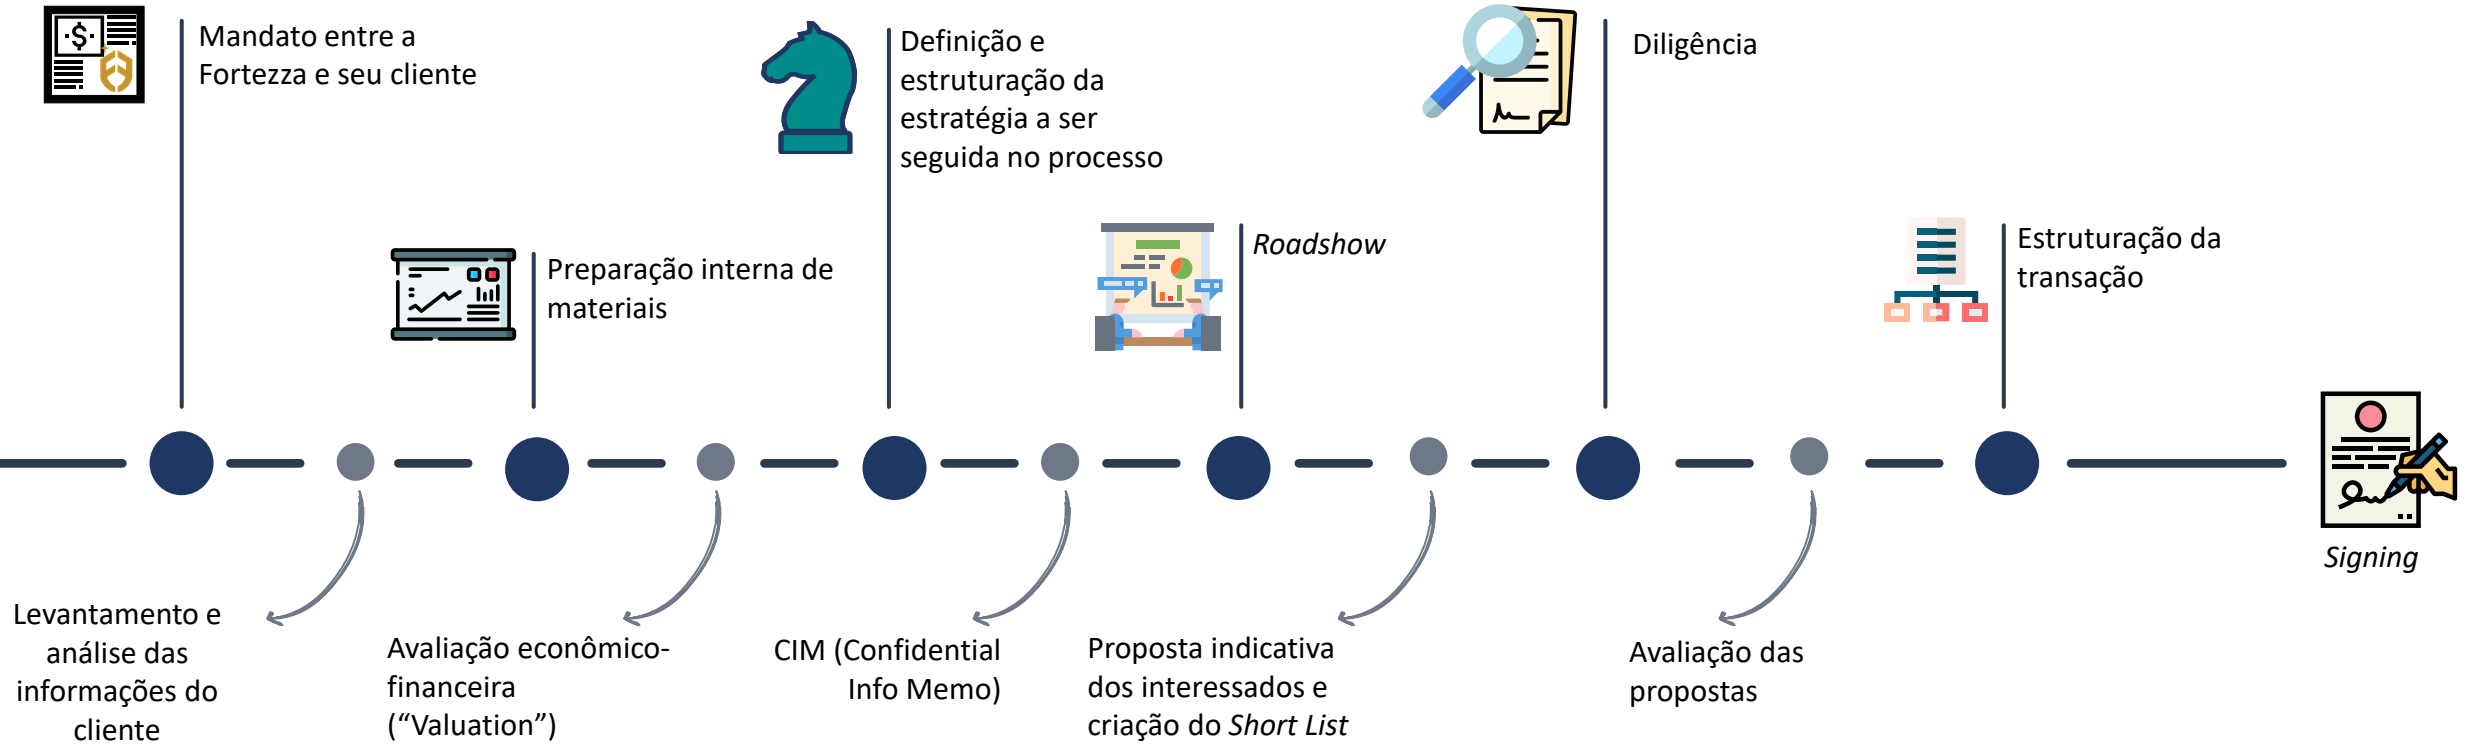 Mandato entre a
Fortezza e seu cliente
Definição e
estruturação da
estratégia a ser
seguida no processo
Diligência
Preparação interna de
materiais
Roadshow
Estruturação da
transação
Signing
Levantamento e
análise das
informações do
cliente
Avaliação econômico-
financeira
(“Valuation”)
CIM (Confidential
Info Memo)
Proposta indicativa
dos interessados e
criação do Short List
Avaliação das
propostas